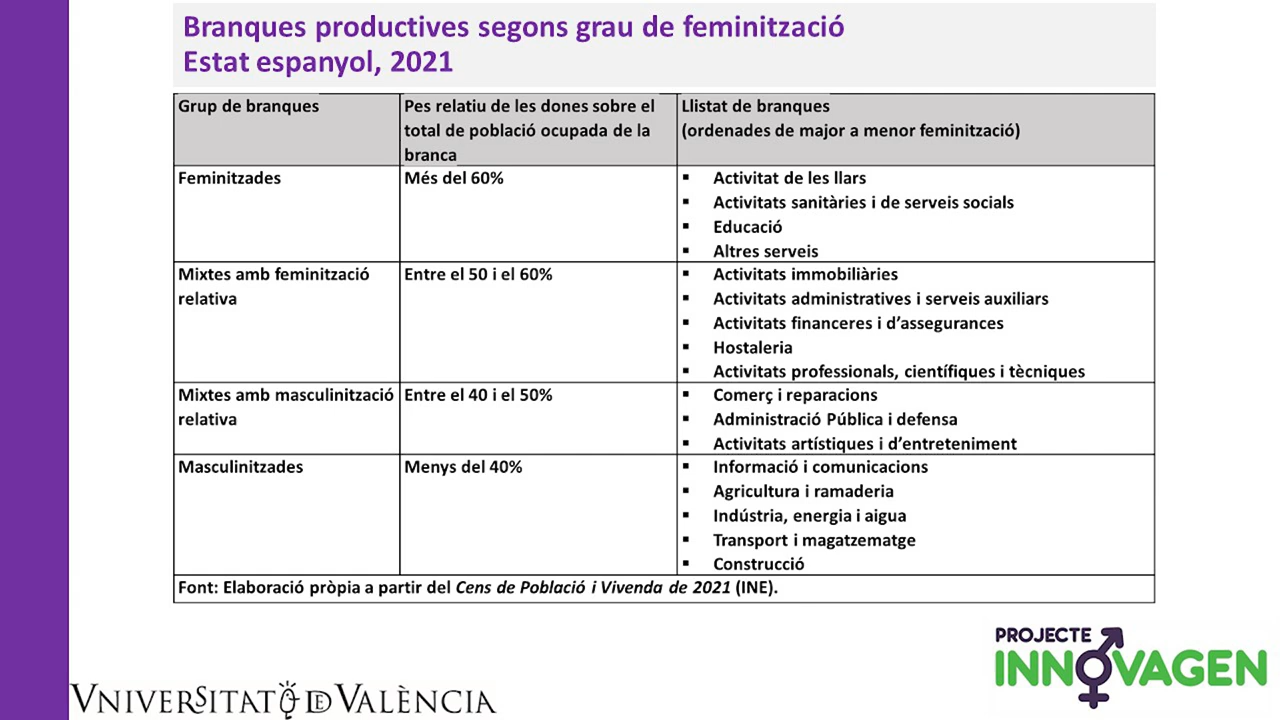 Branques productives segons grau de feminització
Estat espanyol, 2021
Grup de branques
Pes relatiu de les dones sobre el
total de població ocupada de la
branca
Llistat de branques
(ordenades de major a menor feminització)
Feminitzades
Més del 60%
▪ Activitat de les llars
▪ Activitats sanitàries i de serveis socials
▪ Educació
▪ Altres serveis
Mixtes amb feminització
relativa
Entre el 50 i el 60%
▪ Activitats immobiliàries
▪ Activitats administratives i serveis auxiliars
▪ Activitats financeres i d’assegurances
▪ Hostaleria
▪ Activitats professionals, científiques i tècniques
Mixtes amb masculinització
relativa
Entre el 40 i el 50%
▪ Comerç i reparacions
▪ Administració Pública i defensa
▪ Activitats artístiques i d’entreteniment
Masculinitzades
Menys del 40%
▪ Informació i comunicacions
▪ Agricultura i ramaderia
▪ Indústria, energia i aigua
▪ Transport i magatzematge
▪ Construcció
Font: Elaboració pròpia a partir del Cens de Població i Vivenda de 2021 (INE).
PROJECTE
INNOVAGEN
VNIVERSITAT DE VALÈNCIA